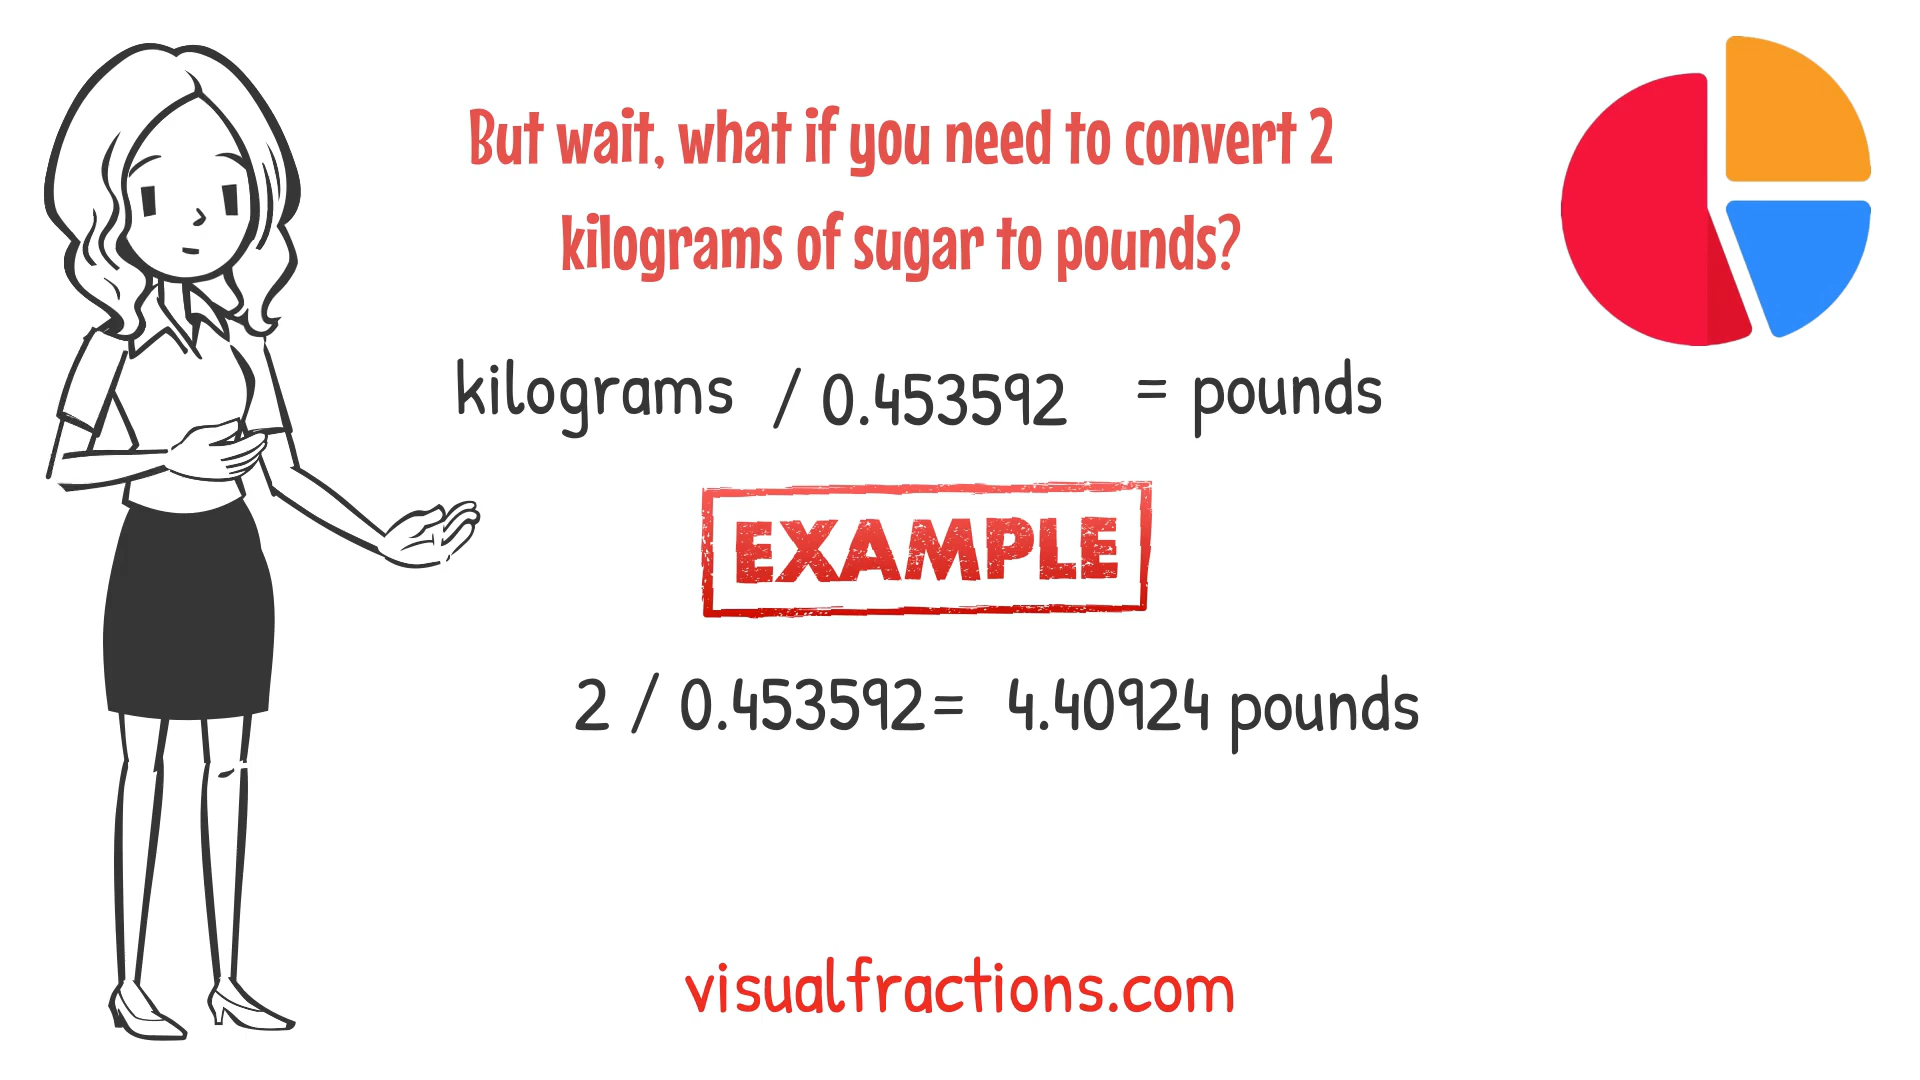 But wait, what if you need to convert 2
kilograms of sugar to pounds?
kilograms / 0.453592 = pounds
EXAMPLE
2 / 0.453592= 4.40924 pounds
visualfractions.com